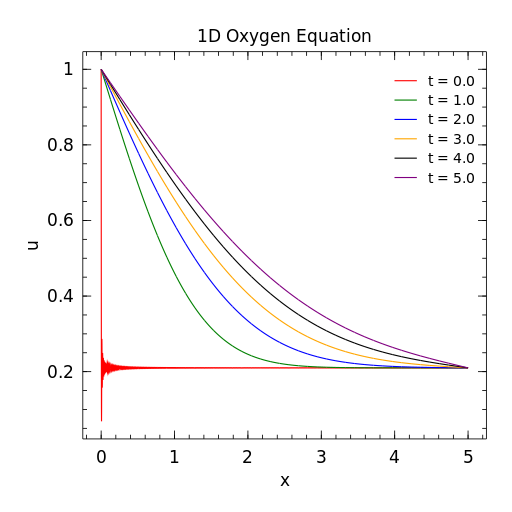 1D Oxygen Equation
1
0.8
0.6
0.4
0.2
u
t = 0.0
t = 1.0
t = 2.0
t = 3.0
t = 4.0
t = 5.0
0 1 2 3 4 5
x